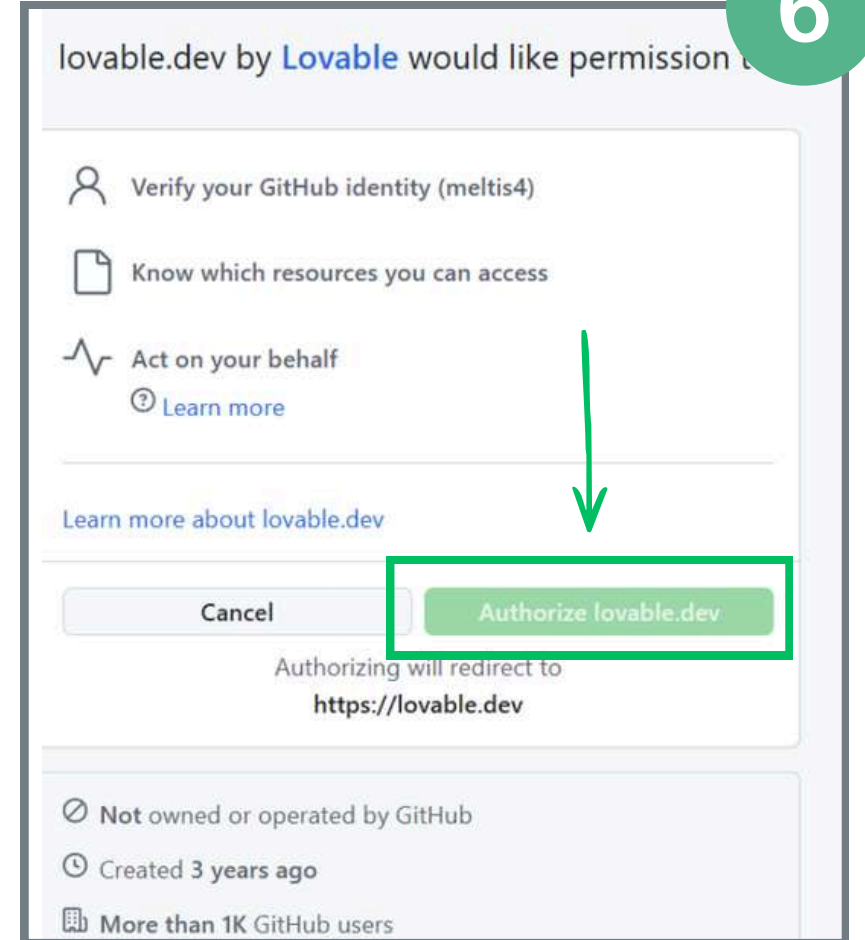 6
lovable.dev by Lovable would like permission t
Verify your GitHub identity (meltis4)
Know which resources you can access
Act on your behalf
Learn more
Learn more about lovable.dev
Cancel
Authorize lovable.dev
Authorizing will redirect to
https://lovable.dev
Not owned or operated by GitHub
Created 3 years ago
More than 1K GitHub users